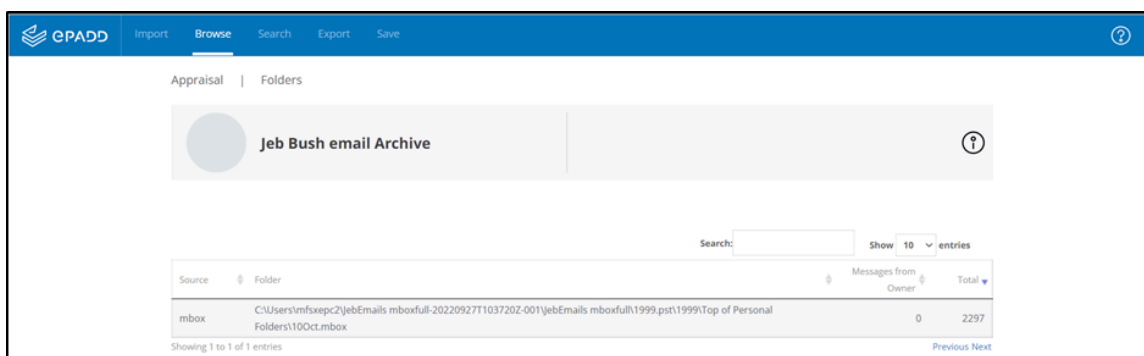 ePADD Import Browse Search Export Save
Appraisal | Folders
Jeb Bush email Archive
Search: Show 10 entries
Source Folder Messages from Owner Total
mbox C:\Users\mfsxepc2\JebEmails mboxfull-20220927T103720Z-001\JebEmails mboxfull\1999.pst\1999\Top of Personal
Folders\10Oct.mbox 0 2297
Showing 1 to 1 of 1 entries Previous Next